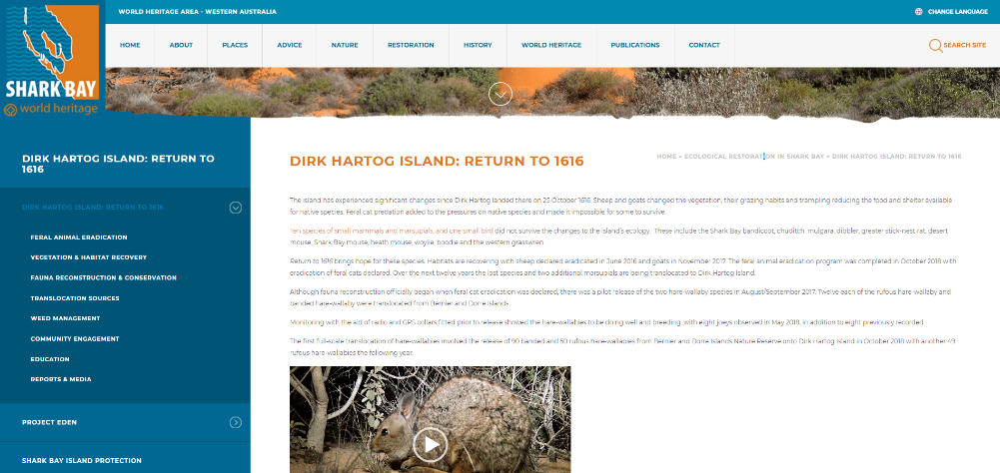 WORLD HERITAGE AREA - WESTERN AUSTRALIA
CHANGE LANGUAGE
SHARK BAY
world heritage
HOME
ABOUT
PLACES
ADVICE
NATURE
RESTORATION
HISTORY
WORLD HERITAGE
PUBLICATIONS
CONTACT
SEARCH SITE
DIRK HARTOG ISLAND: RETURN TO
1616
DIRK HARTOG ISLAND: RETURN TO 1616
FERAL ANIMAL ERADICATION
VEGETATION & HABITAT RECOVERY
FAUNA RECONSTRUCTION & CONSERVATION
TRANSLOCATION SOURCES
WEED MANAGEMENT
COMMUNITY ENGAGEMENT
EDUCATION
REPORTS & MEDIA
PROJECT EDEN
SHARK BAY ISLAND PROTECTION
DIRK HARTOG ISLAND: RETURN TO 1616
HOME » ECOLOGICAL RESTORATION IN SHARK BAY » DIRK HARTOG ISLAND: RETURN TO 1616
The island has experienced significant changes since Dirk Hartog landed there on 25 October 1616. Sheep and goats changed the vegetation, their grazing habits and trampling reducing the food and shelter available
for native species. Feral cat predation added to the pressures on native species and made it impossible for some to survive.
Ten species of small mammals and marsupials, and one small bird did not survive the changes to the island's ecology. These include the Shark Bay bandicoot, chuditch, mulgara, dibbler, greater stick-nest rat, desert
mouse, Shark Bay mouse, heath mouse, woylie, boodie and the western grasswren.
Return to 1616 brings hope for these species. Habitats are recovering with sheep declared eradicated in June 2016 and goats in November 2017. The feral animal eradication program was completed in October 2018 with
eradication of feral cats declared. Over the next twelve years the lost species and two additional marsupials are being translocated to Dirk Hartog Island.
Although fauna reconstruction officially began when feral cat eradication was declared, there was a pilot release of the two hare-wallaby species in August/September 2017. Twelve each of the rufous hare-wallaby and
banded hare-wallaby were translocated from Bernier and Dorre Islands.
Monitoring with the aid of radio and GPS collars fitted prior to release showed the hare-wallabies to be doing well and breeding, with eight joeys observed in May 2018, in addition to eight previously recorded.
The first full-scale translocation of hare-wallabies involved the release of 90 banded and 50 rufous hare-wallabies from Bernier and Dorre Islands Nature Reserve onto Dirk Hartog Island in October 2018 with another 49
rufous hare-wallabies the following year.